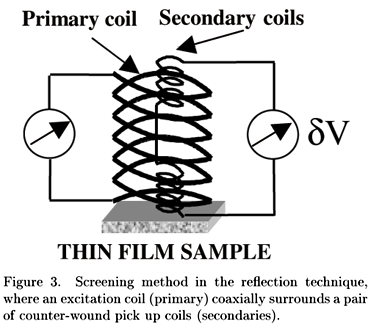 Primary coil Secondary coils
δV
THIN FILM SAMPLE
Figure 3. Screening method in the reflection technique,
where an excitation coil (primary) coaxially surrounds a pair
of counter-wound pick up coils (secondaries).